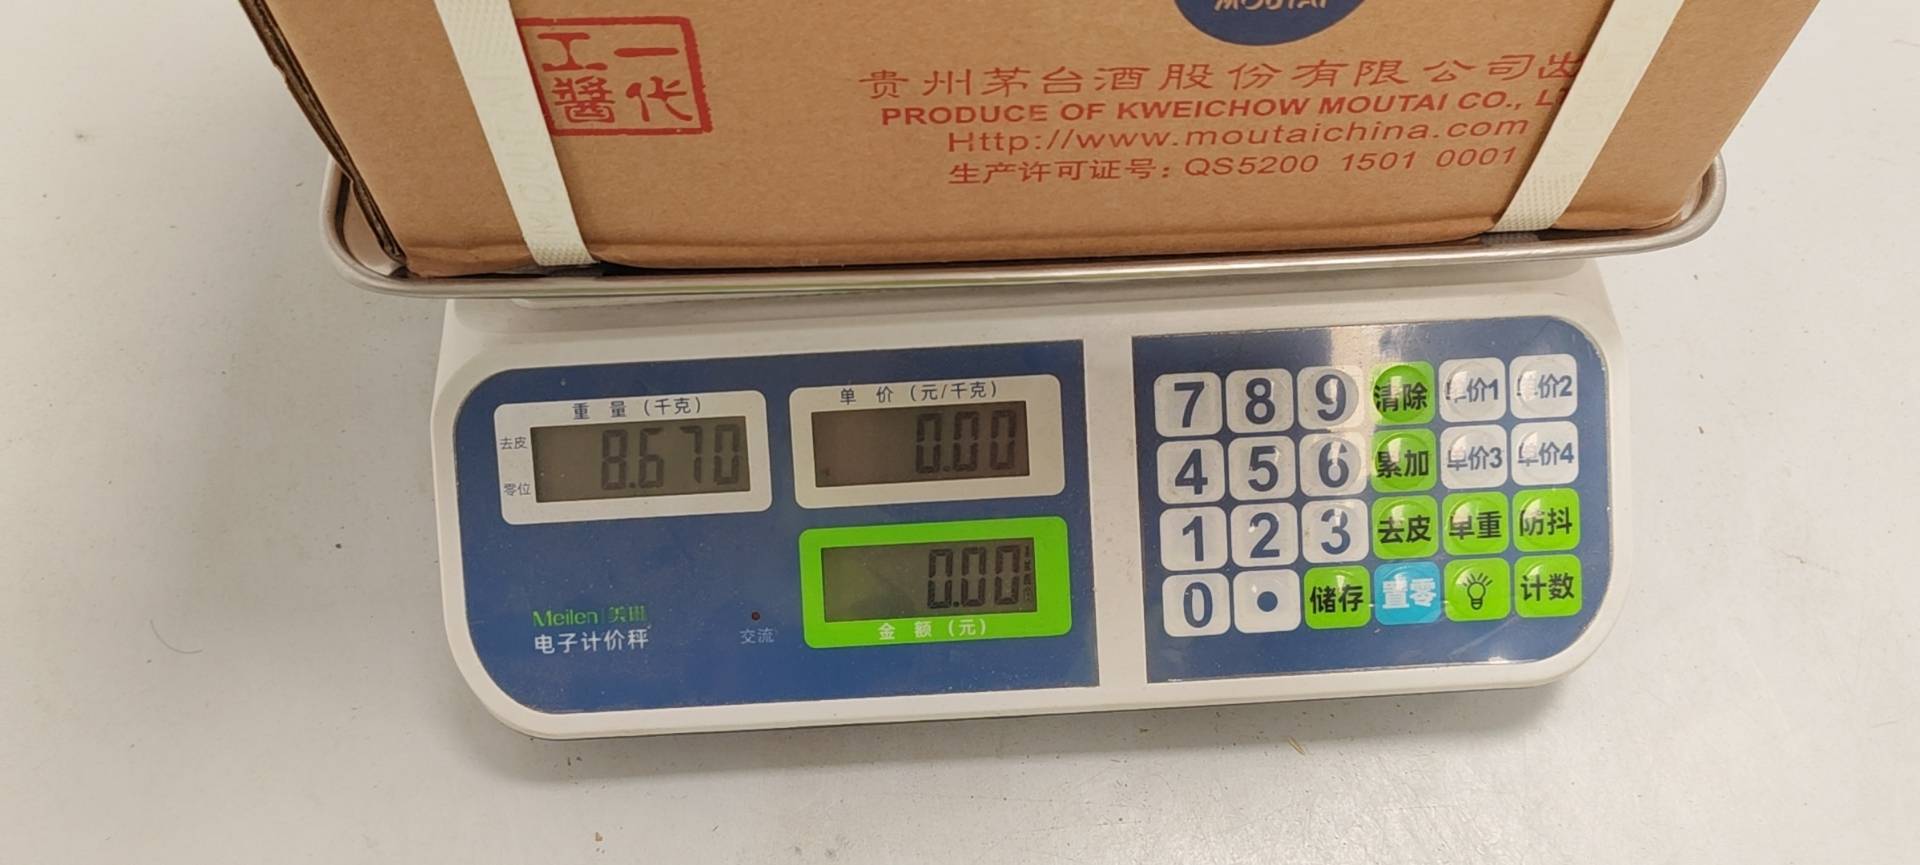 MOUTAI
工一
醬代
贵州茅台酒股份有限公司出
PRODUCE OF KWEICHOW MOUTAI CO., L
Http://www.moutaichina.com
生产许可证号: QS5200 1501 0001
重 量 (千克)
去皮
零位
8.670
单 价 (元/千克)
0.00
0.00
金 额 (元)
Meilen
电子计价秤
交流
7 8 9 清除 单价1 单价2
4 5 6 累加 单价3 单价4
1 2 3 去皮 单重 防抖
0 • 储存 置零 计数